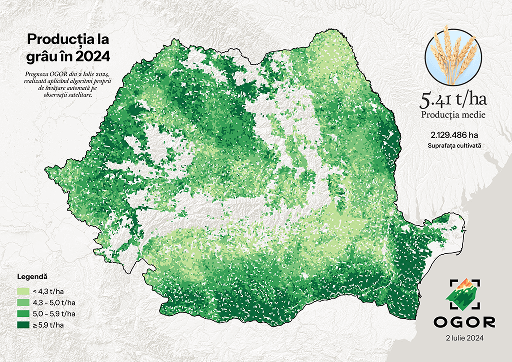 Producția la
grâu în 2024
Prognoza OGOR din 2 Iulie 2024,
realizată aplicând algoritmi proprii
de învățare automată pe
observații satelitare.
5.41 t/ha
Producția medie
2.129.486 ha
Suprafața cultivată
Legendă
< 4,3 t/ha
4,3 - 5,0 t/ha
5,0 - 5,9 t/ha
≥ 5,9 t/ha
OGOR
2 Iulie 2024